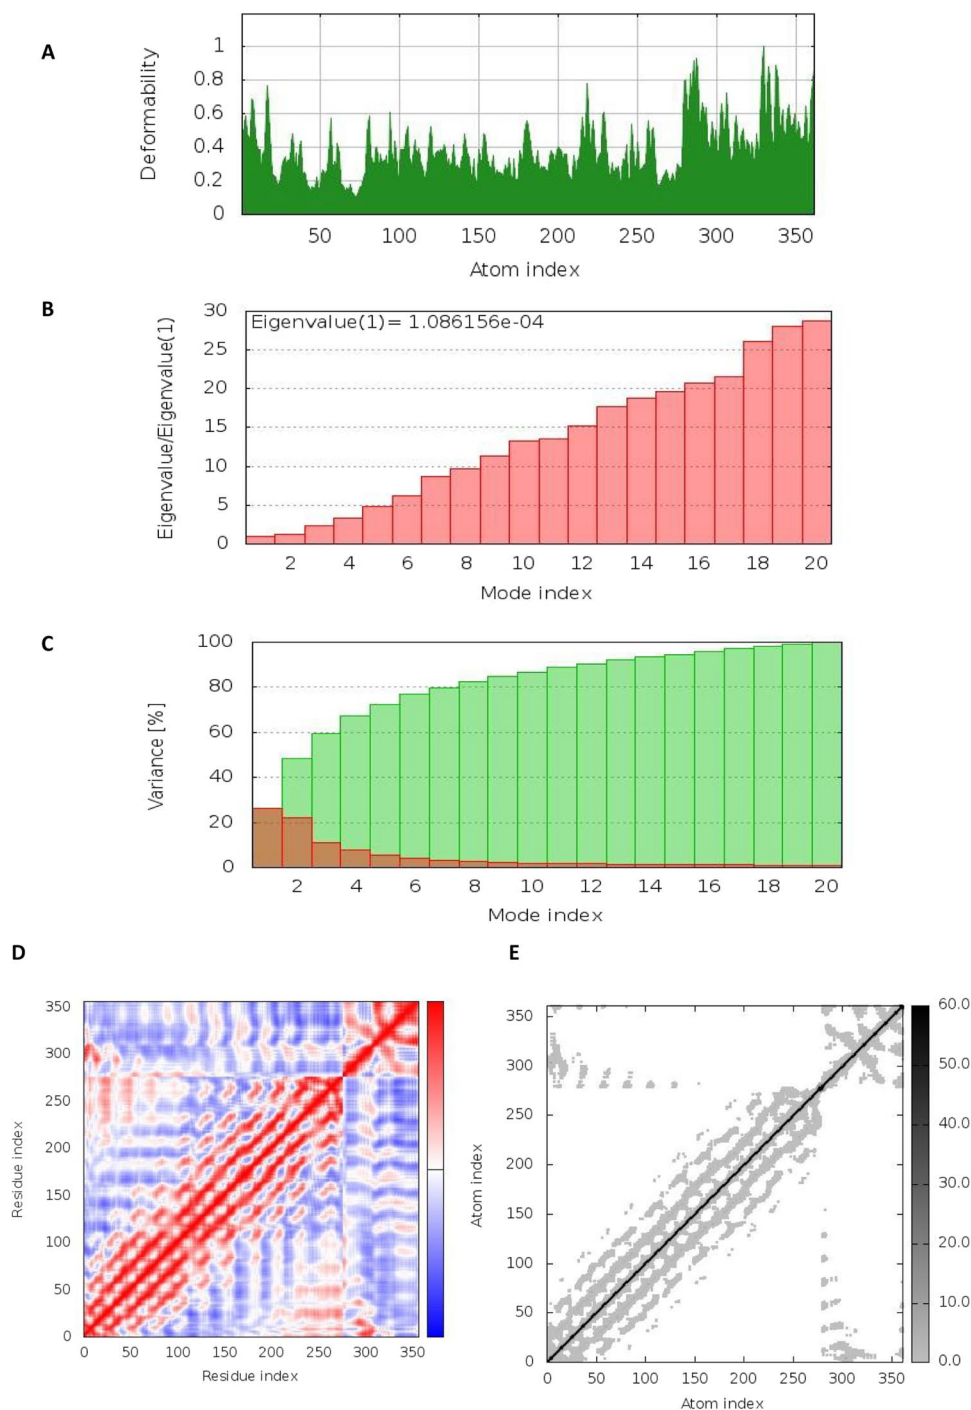 A
Deformability
1
0.8
0.6
0.4
0.2
0
50 100 150 200 250 300 350
Atom index
B
Eigenvalue/Eigenvalue(1)
Eigenvalue(1)= 1.086156e-04
30
25
20
15
10
5
0
2 4 6 8 10 12 14 16 18 20
Mode index
C
Variance [%]
100
80
60
40
20
0
2 4 6 8 10 12 14 16 18 20
Mode index
D
Residue index
350
300
250
200
150
100
50
0
0 50 100 150 200 250 300 350
Residue index
E
Atom index
350
300
250
200
150
100
50
0
0 50 100 150 200 250 300 350
Atom index
60.0
50.0
40.0
30.0
20.0
10.0
0.0